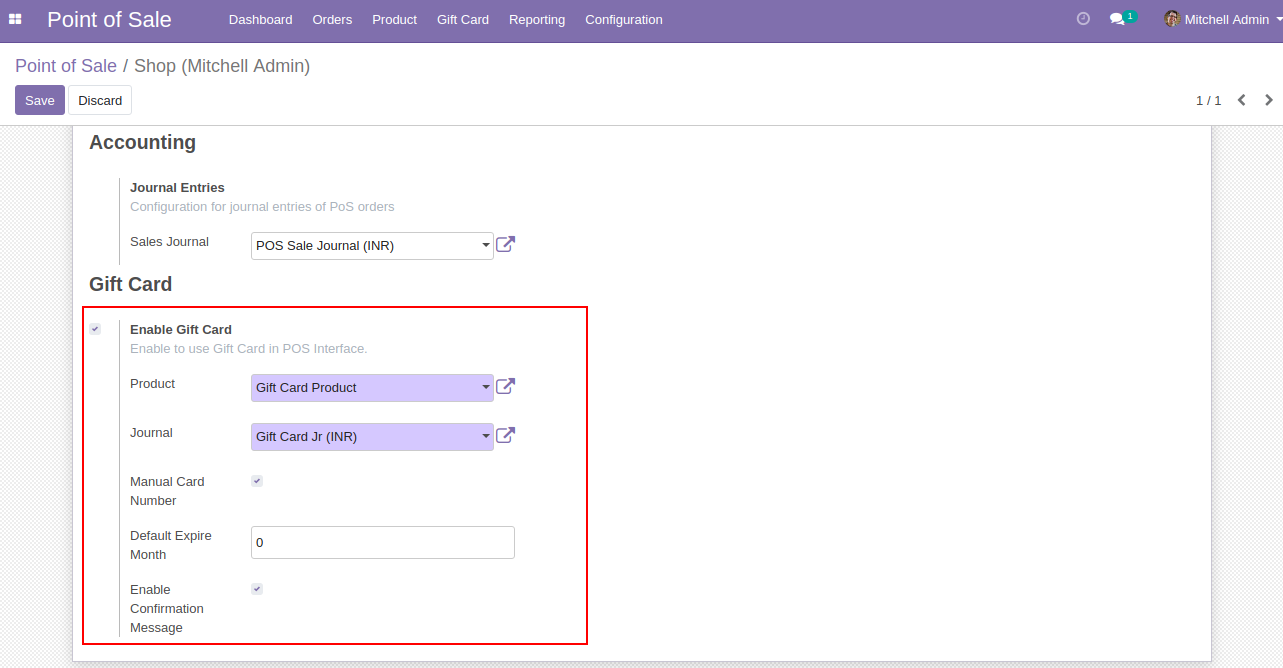 Point of Sale Dashboard Orders Product Gift Card Reporting Configuration 1 Mitchell Admin
Point of Sale / Shop (Mitchell Admin)
Save Discard 1 / 1
Accounting
Journal Entries
Configuration for journal entries of PoS orders
Sales Journal POS Sale Journal (INR)
Gift Card
Enable Gift Card
Enable to use Gift Card in POS Interface.
Product Gift Card Product
Journal Gift Card Jr (INR)
Manual Card
Number
Default Expire
Month
0
Enable
Confirmation
Message